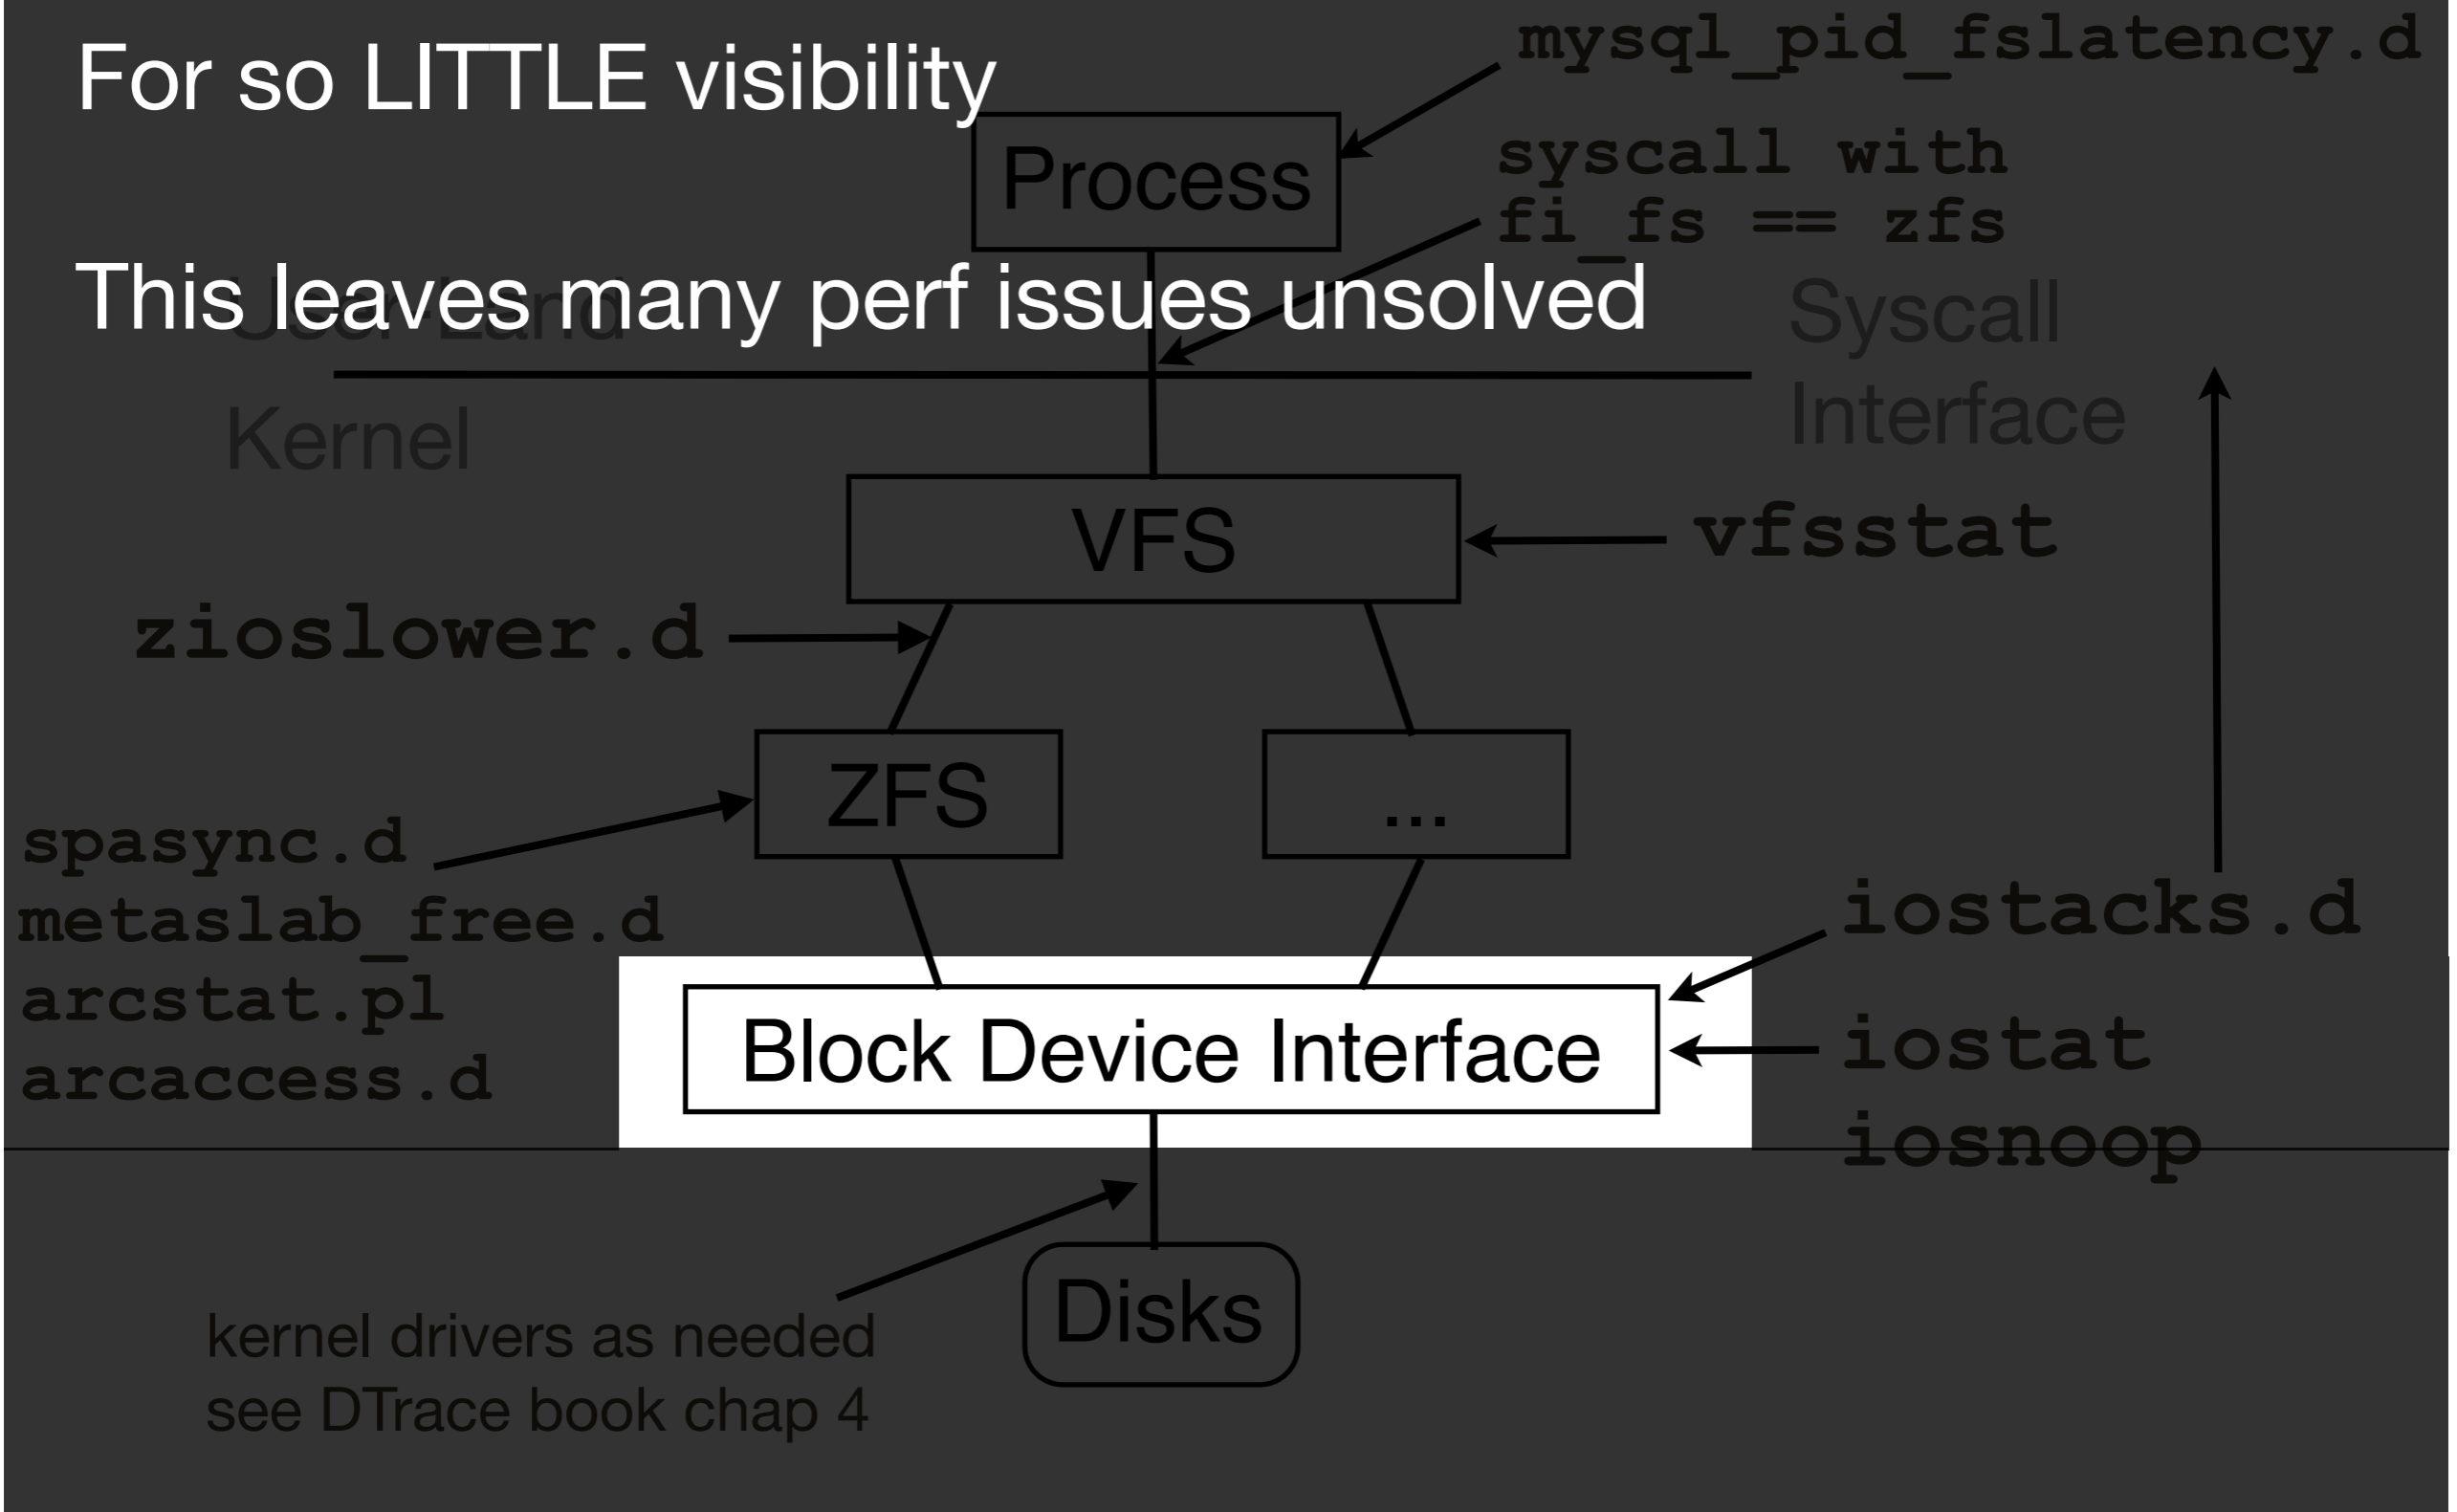 For so LITTLE visibility
mysql_pid_fslatency.d
Process
syscall with
fi_fs == zfs
This leaves many perf issues unsolved
User-Land
Syscall
Interface
Kernel
VFS
vfsstat
zioslower.d
ZFS
...
spasync.d
metaslab_free.d
arcstat.pl
arcaccess.d
iostacks.d
Block Device Interface
iostat
iosnoop
Disks
kernel drivers as needed
see DTrace book chap 4